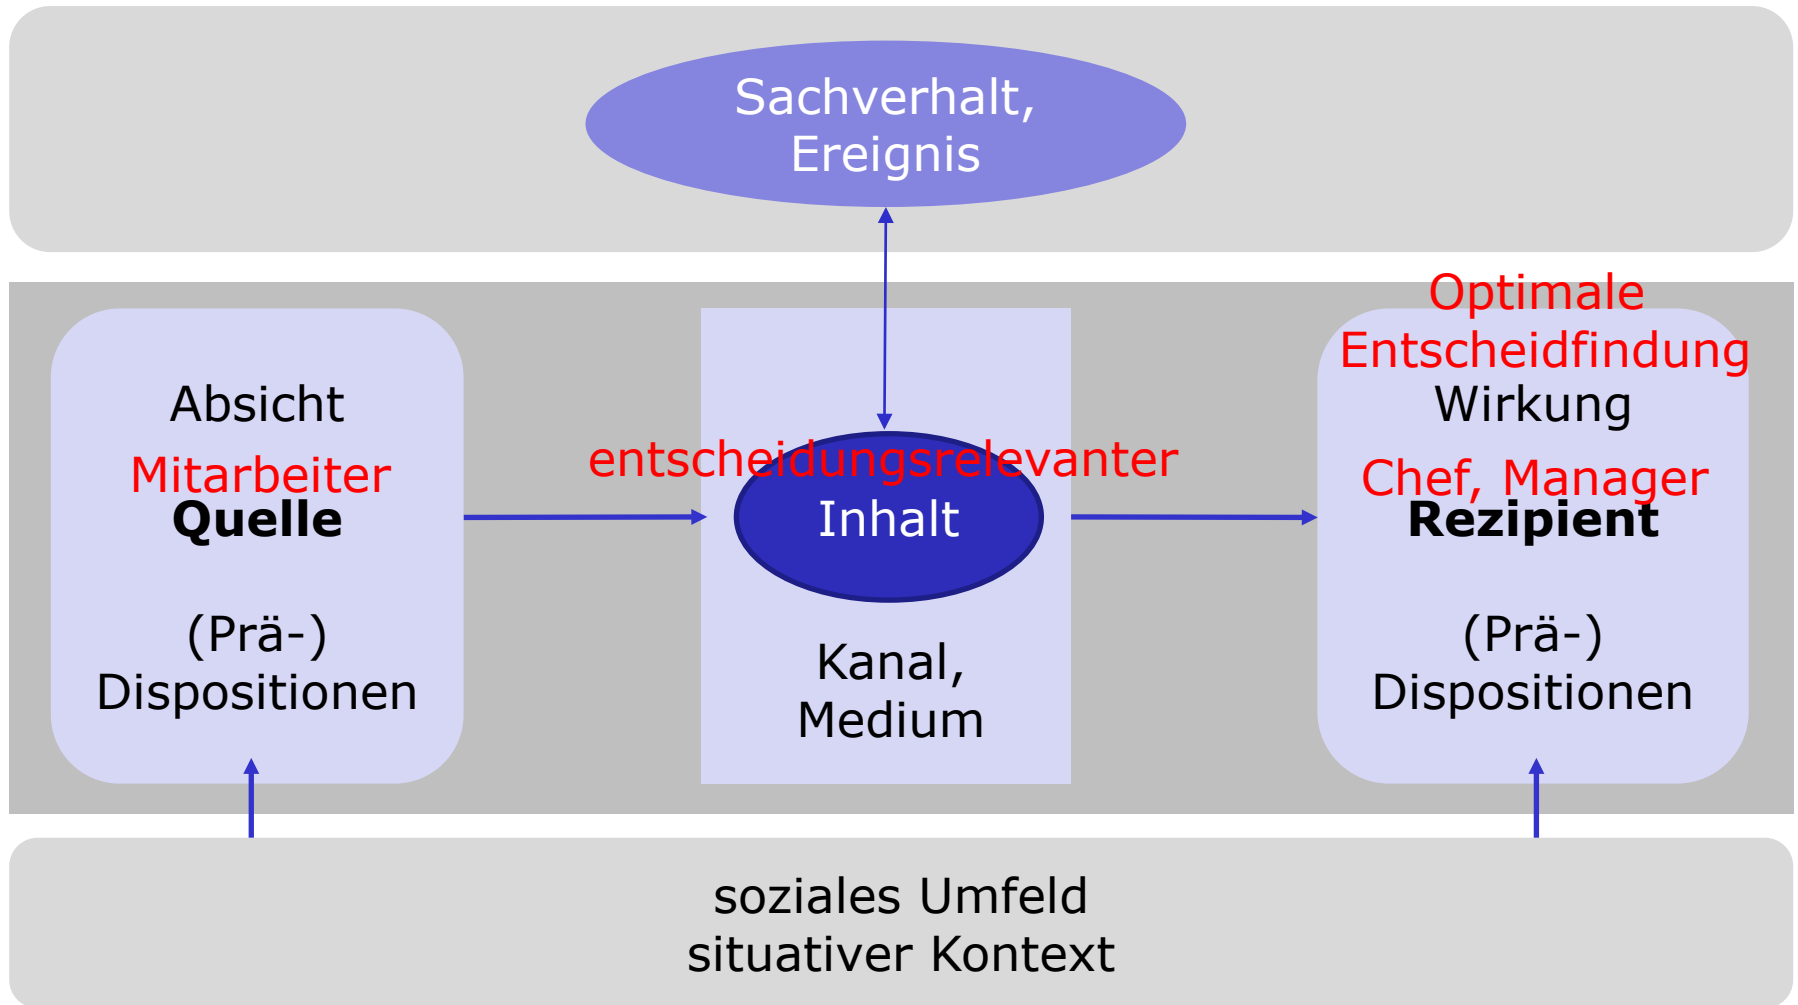 Sachverhalt,
Ereignis
Absicht
Mitarbeiter
Quelle
(Prä-)
Dispositionen
entscheidungsrelevanter
Inhalt
Kanal,
Medium
Optimale
Entscheidfindung
Wirkung
Chef, Manager
Rezipient
(Prä-)
Dispositionen
soziales Umfeld
situativer Kontext